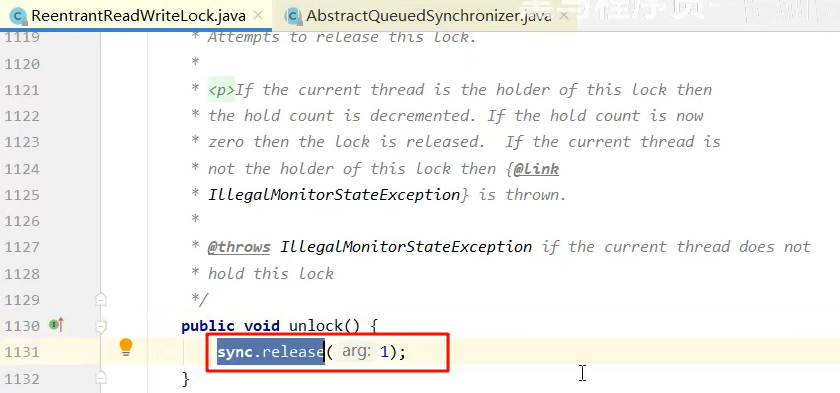 ReentrantReadWriteLock.java × AbstractQueuedSynchronizer.java ×
1119 * Attempts to release this lock.
1120 *
1121 * <p>If the current thread is the holder of this lock then
1122 * the hold count is decremented. If the hold count is now
1123 * zero then the lock is released.  If the current thread is
1124 * not the holder of this lock then {@link
1125 * IllegalMonitorStateException} is thrown.
1126 *
1127 * @throws IllegalMonitorStateException if the current thread does not
1128 * hold this lock
1129 */
1130 public void unlock() {
1131 sync.release( arg: 1);
1132 }